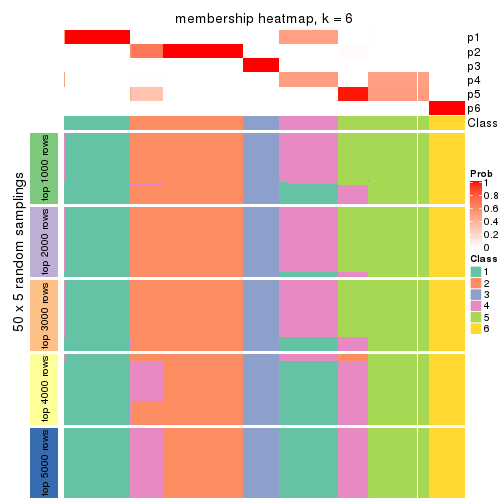 membership heatmap, k = 6
p1
p2
p3
p4
p5
p6
Class
50 x 5 random samplings
top 1000 rows
top 2000 rows
top 3000 rows
top 4000 rows
top 5000 rows
Prob
1
0.8
0.6
0.4
0.2
0
Class
1
2
3
4
5
6